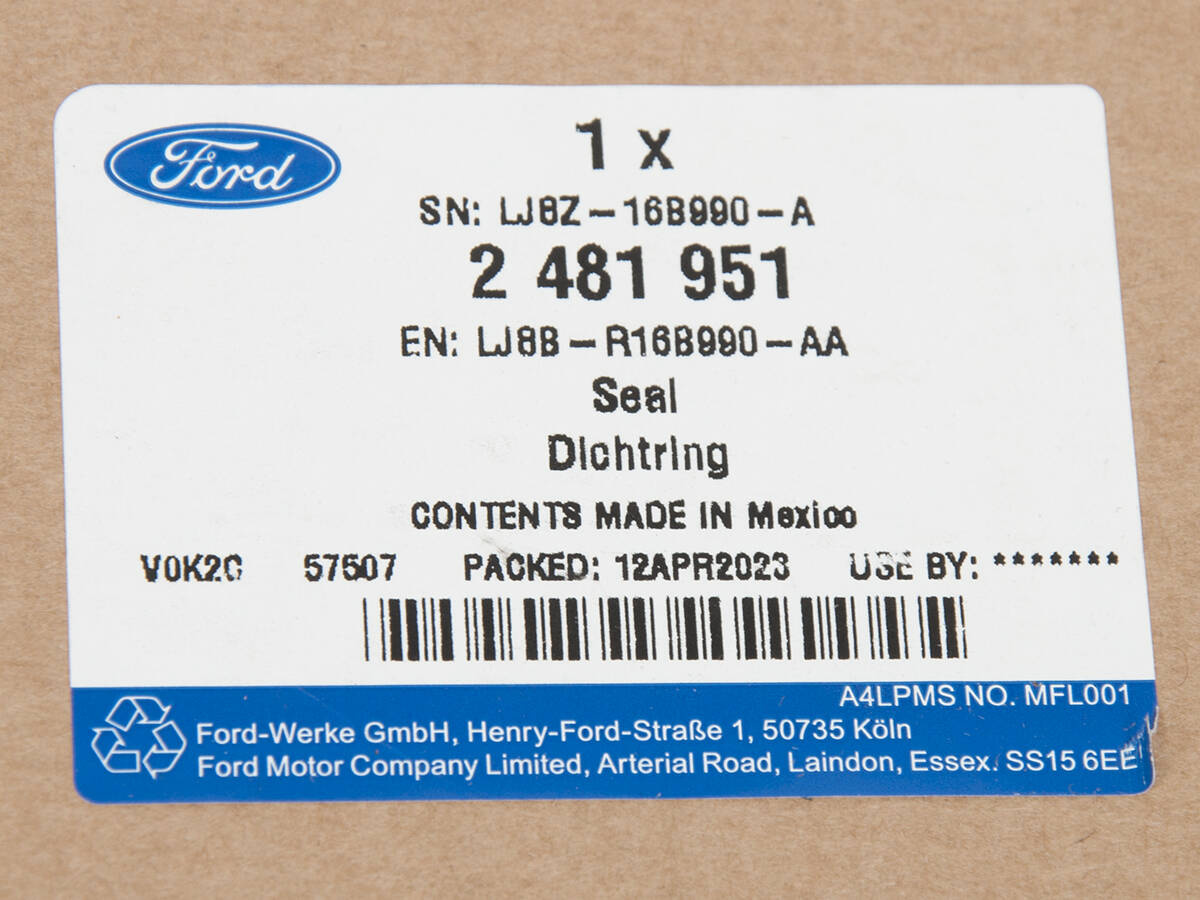 Ford
1 x
SN: LJ8Z-16B990-A
2 481 951
EN: LJ8B-R16B990-AA
Seal
Dichtring
CONTENTS MADE IN Mexico
V0K2C 57507 PACKED: 12APR2023 USE BY: *******
A4LPMS NO. MFL001
Ford-Werke GmbH, Henry-Ford-Straße 1, 50735 Köln
Ford Motor Company Limited, Arterial Road, Laindon, Essex. SS15 6EE